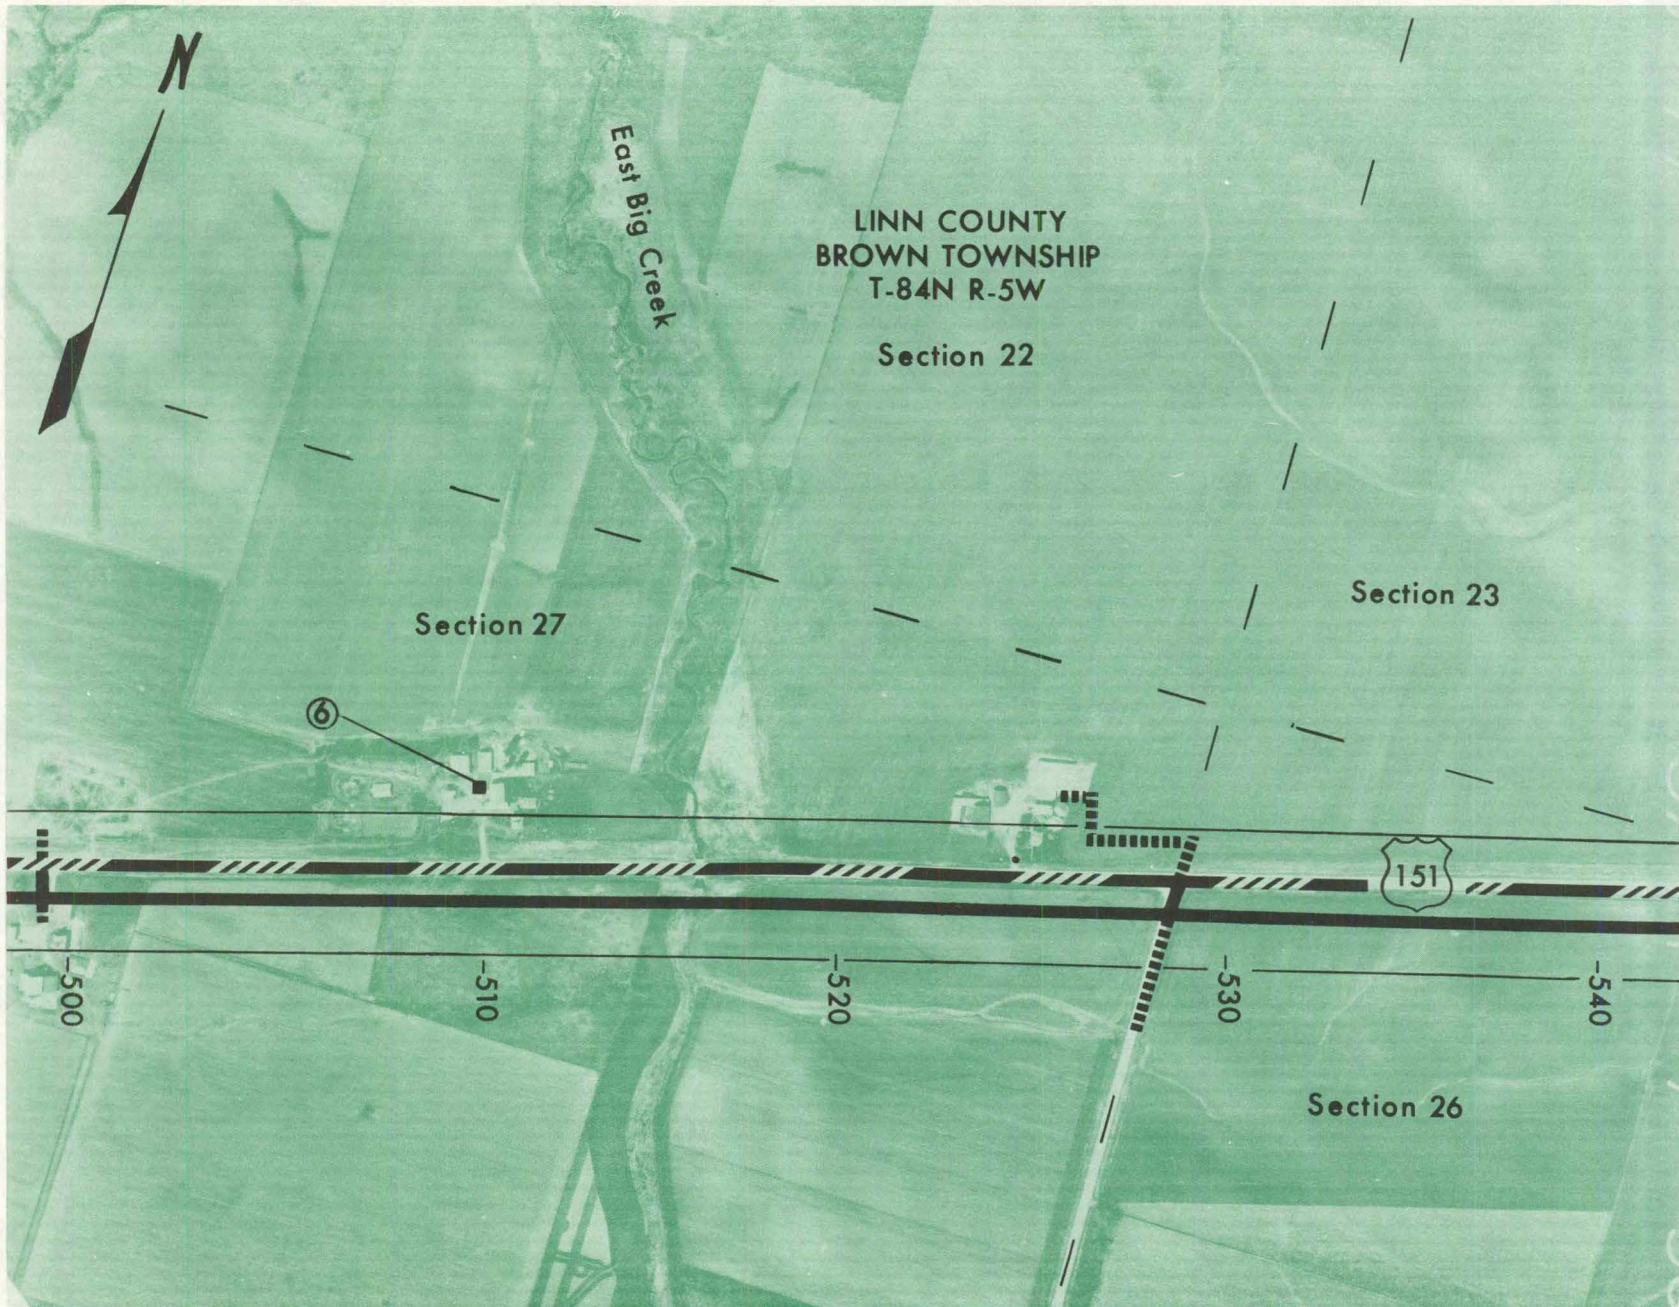 N
East Big Creek
LINN COUNTY
BROWN TOWNSHIP
T-84N R-5W
Section 22
Section 23
Section 27
6
151
-500
-510
-520
-530
-540
Section 26